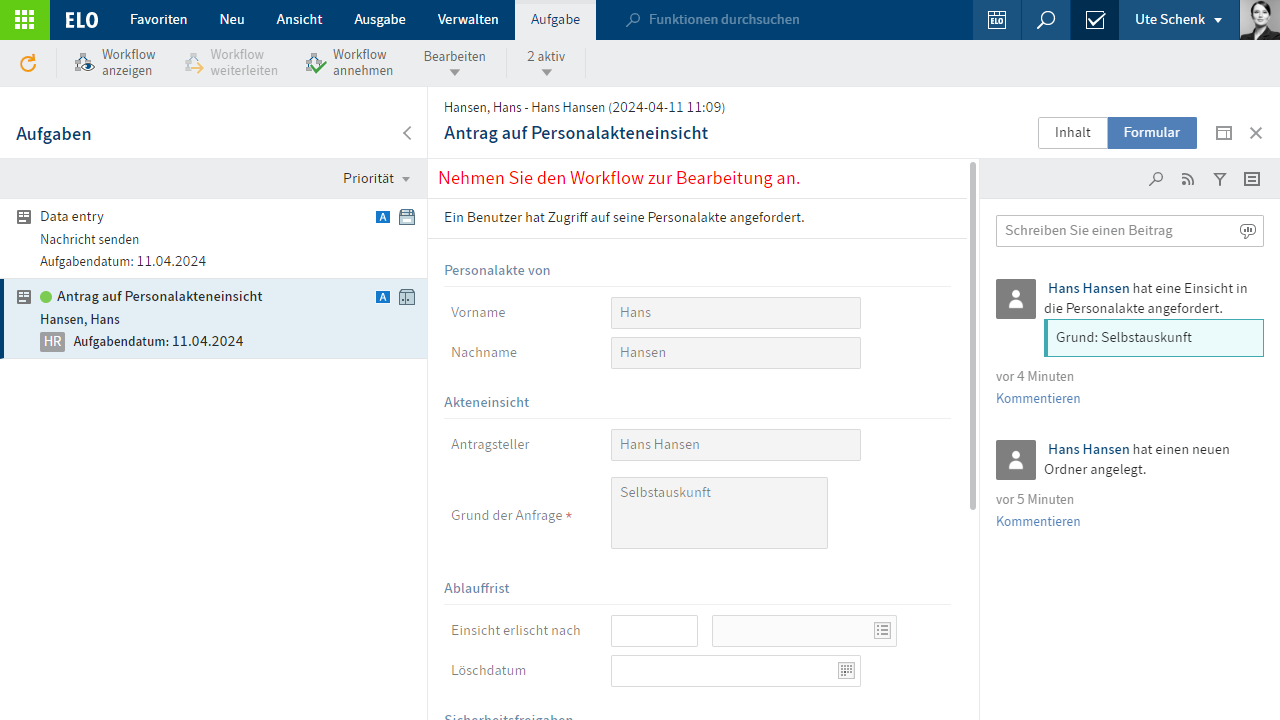 ELO Favoriten Neu Ansicht Ausgabe Verwalten Aufgabe Funktionen durchsuchen ELO Ute Schenk
Workflow anzeigen
Workflow weiterleiten
Workflow annehmen
Bearbeiten
2 aktiv
Aufgaben
Priorität
Data entry A
Nachricht senden
Aufgabendatum: 11.04.2024
Antrag auf Personalakteneinsicht A
Hansen, Hans
HR Aufgabendatum: 11.04.2024
Hansen, Hans - Hans Hansen (2024-04-11 11:09)
Antrag auf Personalakteneinsicht
Inhalt Formular
Nehmen Sie den Workflow zur Bearbeitung an.
Ein Benutzer hat Zugriff auf seine Personalakte angefordert.
Personalakte von
Vorname Hans
Nachname Hansen
Akteneinsicht
Antragsteller Hans Hansen
Grund der Anfrage * Selbstauskunft
Ablauffrist
Einsicht erlischt nach
Löschdatum
Sicherheitsfreigaben
Schreiben Sie einen Beitrag
Hans Hansen hat eine Einsicht in
die Personalakte angefordert.
Grund: Selbstauskunft
vor 4 Minuten
Kommentieren
Hans Hansen hat einen neuen
Ordner angelegt.
vor 5 Minuten
Kommentieren